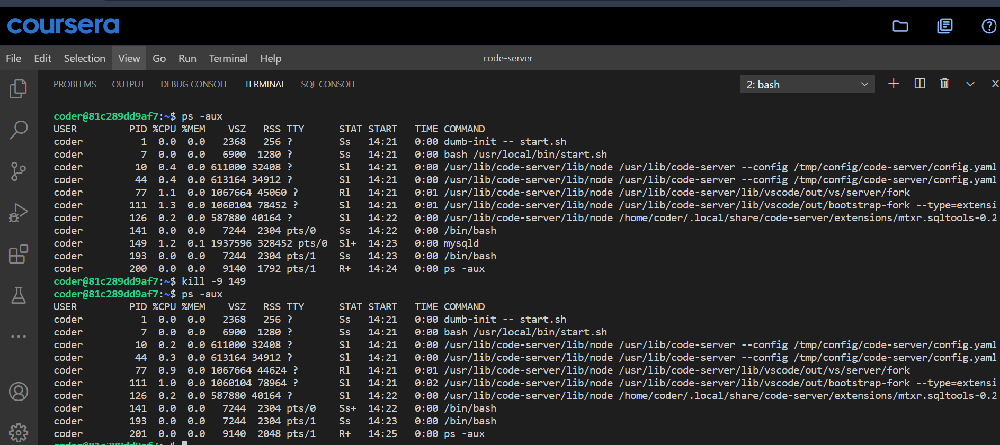 coursera
File Edit Selection View Go Run Terminal Help code-server
PROBLEMS OUTPUT DEBUG CONSOLE TERMINAL SQL CONSOLE 2: bash
coder@81c289dd9af7:~$ ps -aux
USER PID %CPU %MEM VSZ RSS TTY STAT START TIME COMMAND
coder 1 0.0 0.0 2368 256 ? Ss 14:21 0:00 dumb-init -- start.sh
coder 7 0.0 0.0 6900 1280 ? Ss 14:21 0:00 bash /usr/local/bin/start.sh
coder 10 0.4 0.0 611000 32408 ? Sl 14:21 0:00 /usr/lib/code-server/lib/node /usr/lib/code-server --config /tmp/config/code-server/config.yaml
coder 44 0.4 0.0 613164 34912 ? Sl 14:21 0:00 /usr/lib/code-server/lib/node /usr/lib/code-server --config /tmp/config/code-server/config.yaml
coder 77 1.1 0.0 1067664 45060 ? Rl 14:21 0:01 /usr/lib/code-server/lib/node /usr/lib/code-server/lib/vscode/out/vs/server/fork
coder 111 1.3 0.0 1060104 78452 ? Sl 14:21 0:01 /usr/lib/code-server/lib/node /usr/lib/code-server/lib/vscode/out/bootstrap-fork --type=extensi
coder 126 0.2 0.0 587880 40164 ? Sl 14:22 0:00 /usr/lib/code-server/lib/node /home/coder/.local/share/code-server/extensions/mtxr.sqltools-0.2
coder 141 0.0 0.0 7244 2304 pts/0 Ss 14:22 0:00 /bin/bash
coder 149 1.2 0.1 1937596 328452 pts/0 Sl+ 14:23 0:00 mysqld
coder 193 0.0 0.0 7244 2304 pts/1 Ss 14:23 0:00 /bin/bash
coder 200 0.0 0.0 9140 1792 pts/1 R+ 14:24 0:00 ps -aux
coder@81c289dd9af7:~$ kill -9 149
coder@81c289dd9af7:~$ ps -aux
USER PID %CPU %MEM VSZ RSS TTY STAT START TIME COMMAND
coder 1 0.0 0.0 2368 256 ? Ss 14:21 0:00 dumb-init -- start.sh
coder 7 0.0 0.0 6900 1280 ? Ss 14:21 0:00 bash /usr/local/bin/start.sh
coder 10 0.2 0.0 611000 32408 ? Sl 14:21 0:00 /usr/lib/code-server/lib/node /usr/lib/code-server --config /tmp/config/code-server/config.yaml
coder 44 0.3 0.0 613164 34912 ? Sl 14:21 0:00 /usr/lib/code-server/lib/node /usr/lib/code-server --config /tmp/config/code-server/config.yaml
coder 77 0.9 0.0 1067664 44624 ? Rl 14:21 0:01 /usr/lib/code-server/lib/node /usr/lib/code-server/lib/vscode/out/vs/server/fork
coder 111 1.0 0.0 1060104 78964 ? Sl 14:21 0:02 /usr/lib/code-server/lib/node /usr/lib/code-server/lib/vscode/out/bootstrap-fork --type=extensi
coder 126 0.2 0.0 587880 40164 ? Sl 14:22 0:00 /usr/lib/code-server/lib/node /home/coder/.local/share/code-server/extensions/mtxr.sqltools-0.2
coder 141 0.0 0.0 7244 2304 pts/0 Ss+ 14:22 0:00 /bin/bash
coder 193 0.0 0.0 7244 2304 pts/1 Ss 14:23 0:00 /bin/bash
coder 201 0.0 0.0 9140 2048 pts/1 R+ 14:25 0:00 ps -aux
coder@81c289dd9af7:~$